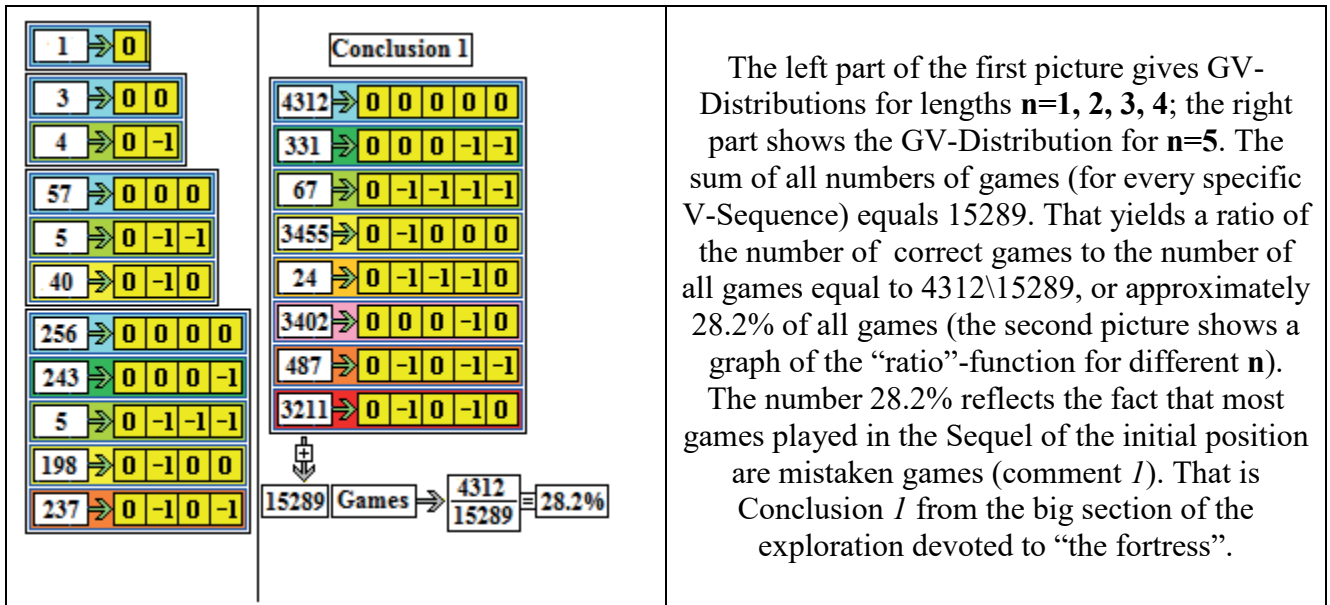 1 0
3 0 0
4 0 -1
57 0 0 0
5 0 -1 -1
40 0 -1 0
256 0 0 0 0
243 0 0 0 -1
5 0 -1 -1 -1
198 0 -1 0 0
237 0 -1 0 -1
Conclusion 1
4312 0 0 0 0 0
331 0 0 0 -1 -1
67 0 -1 -1 -1 -1
3455 0 -1 0 0 0
24 0 -1 -1 -1 0
3402 0 0 0 -1 0
487 0 -1 0 -1 -1
3211 0 -1 0 -1 0
+
15289 Games 4312 = 28.2%
15289
The left part of the first picture gives GV-
Distributions for lengths n=1, 2, 3, 4; the right
part shows the GV-Distribution for n=5. The
sum of all numbers of games (for every specific
V-Sequence) equals 15289. That yields a ratio of
the number of correct games to the number of
all games equal to 4312\15289, or approximately
28.2% of all games (the second picture shows a
graph of the “ratio”-function for different n).
The number 28.2% reflects the fact that most
games played in the Sequel of the initial position
are mistaken games (comment 1). That is
Conclusion 1 from the big section of the
exploration devoted to “the fortress”.